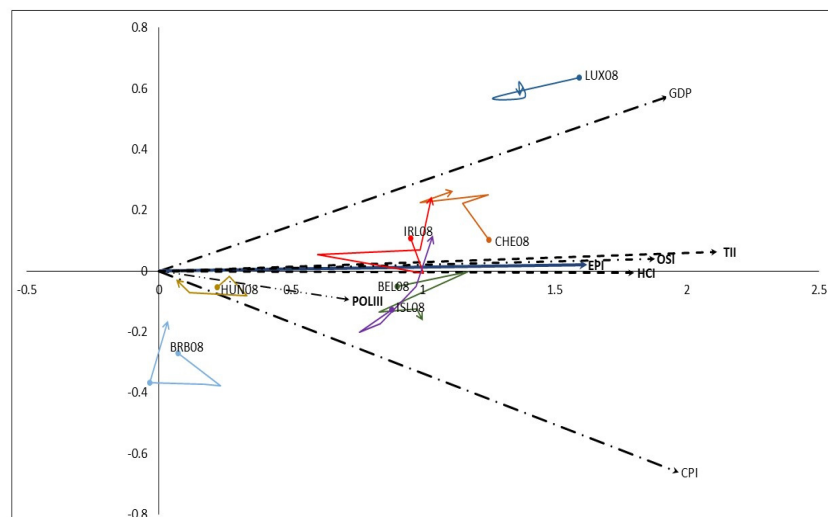 0.8
LUX08
0.6
GDP
0.4
0.2
IRL08
CHE08
TII
OSI
EPI
0
HCI
-0.5 0 0.5 1 1.5 2 2.5
HUN08
BEL08
POLIII
ISL08
-0.2
BRB08
-0.4
-0.6
CPI
-0.8